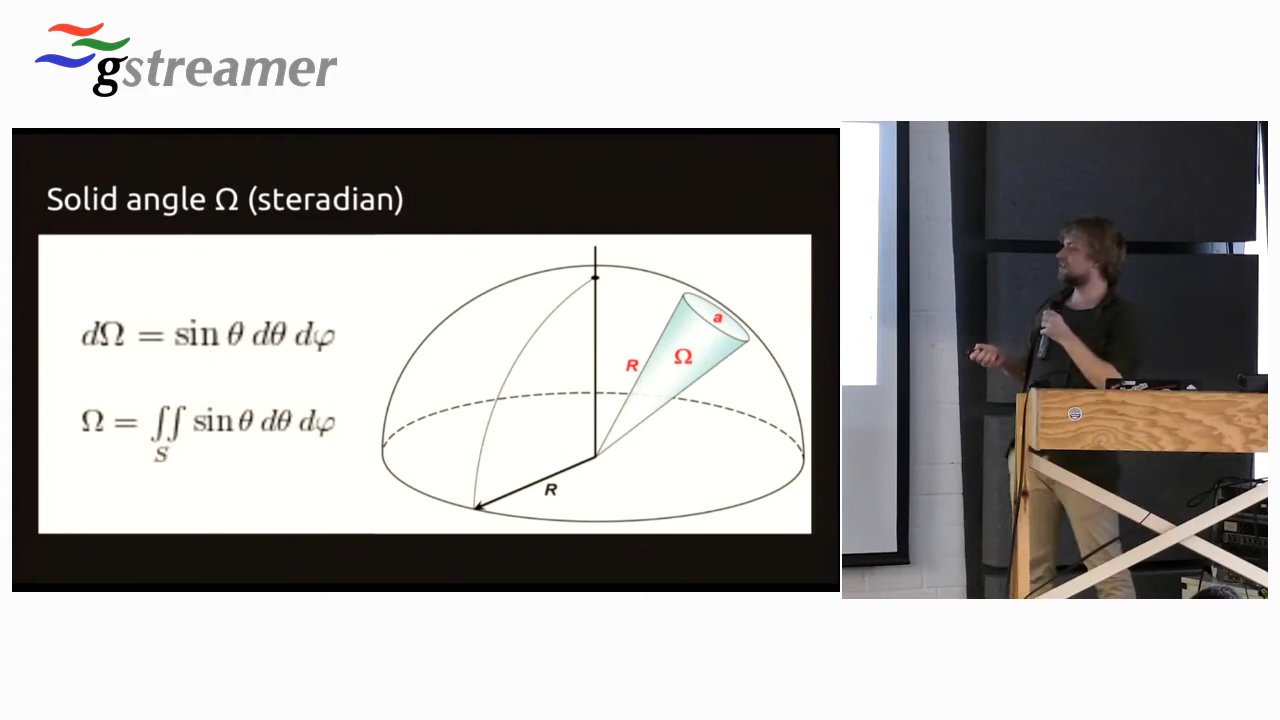 gstreamer
Solid angle Ω (steradian)
dΩ = sin θ dθ dφ
Ω = ∬ sin θ dθ dφ
S
a
R
Ω
R